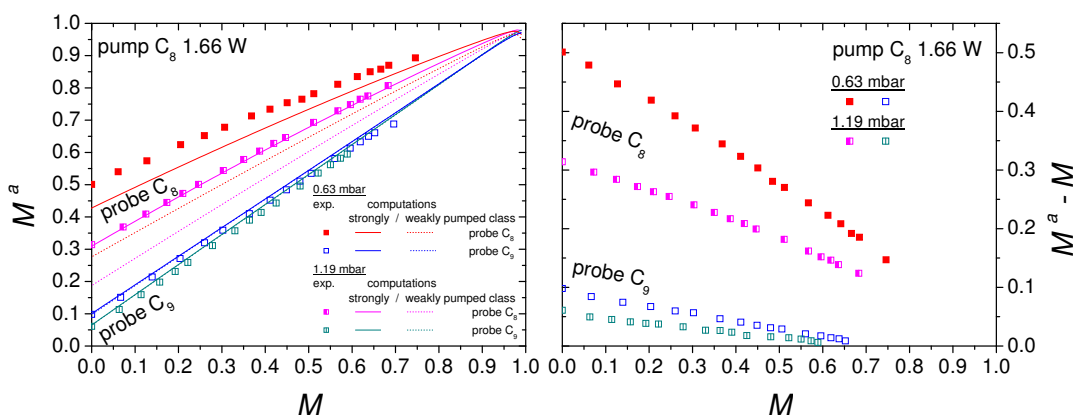 pump C8 1.66 W
1.0
0.9
0.8
0.7
0.6
0.5
0.4
0.3
0.2
0.1
0.0
M a
probe C8
probe C9
0.63 mbar
exp. computations
strongly / weakly pumped class
probe C8
probe C9
1.19 mbar
exp. computations
strongly / weakly pumped class
probe C8
probe C9
0.0 0.1 0.2 0.3 0.4 0.5 0.6 0.7 0.8 0.9 1.0
M
pump C8 1.66 W
0.63 mbar
1.19 mbar
probe C8
probe C9
0.5
0.4
0.3
0.2
0.1
0.0
M a - M
0.0 0.1 0.2 0.3 0.4 0.5 0.6 0.7 0.8 0.9 1.0
M